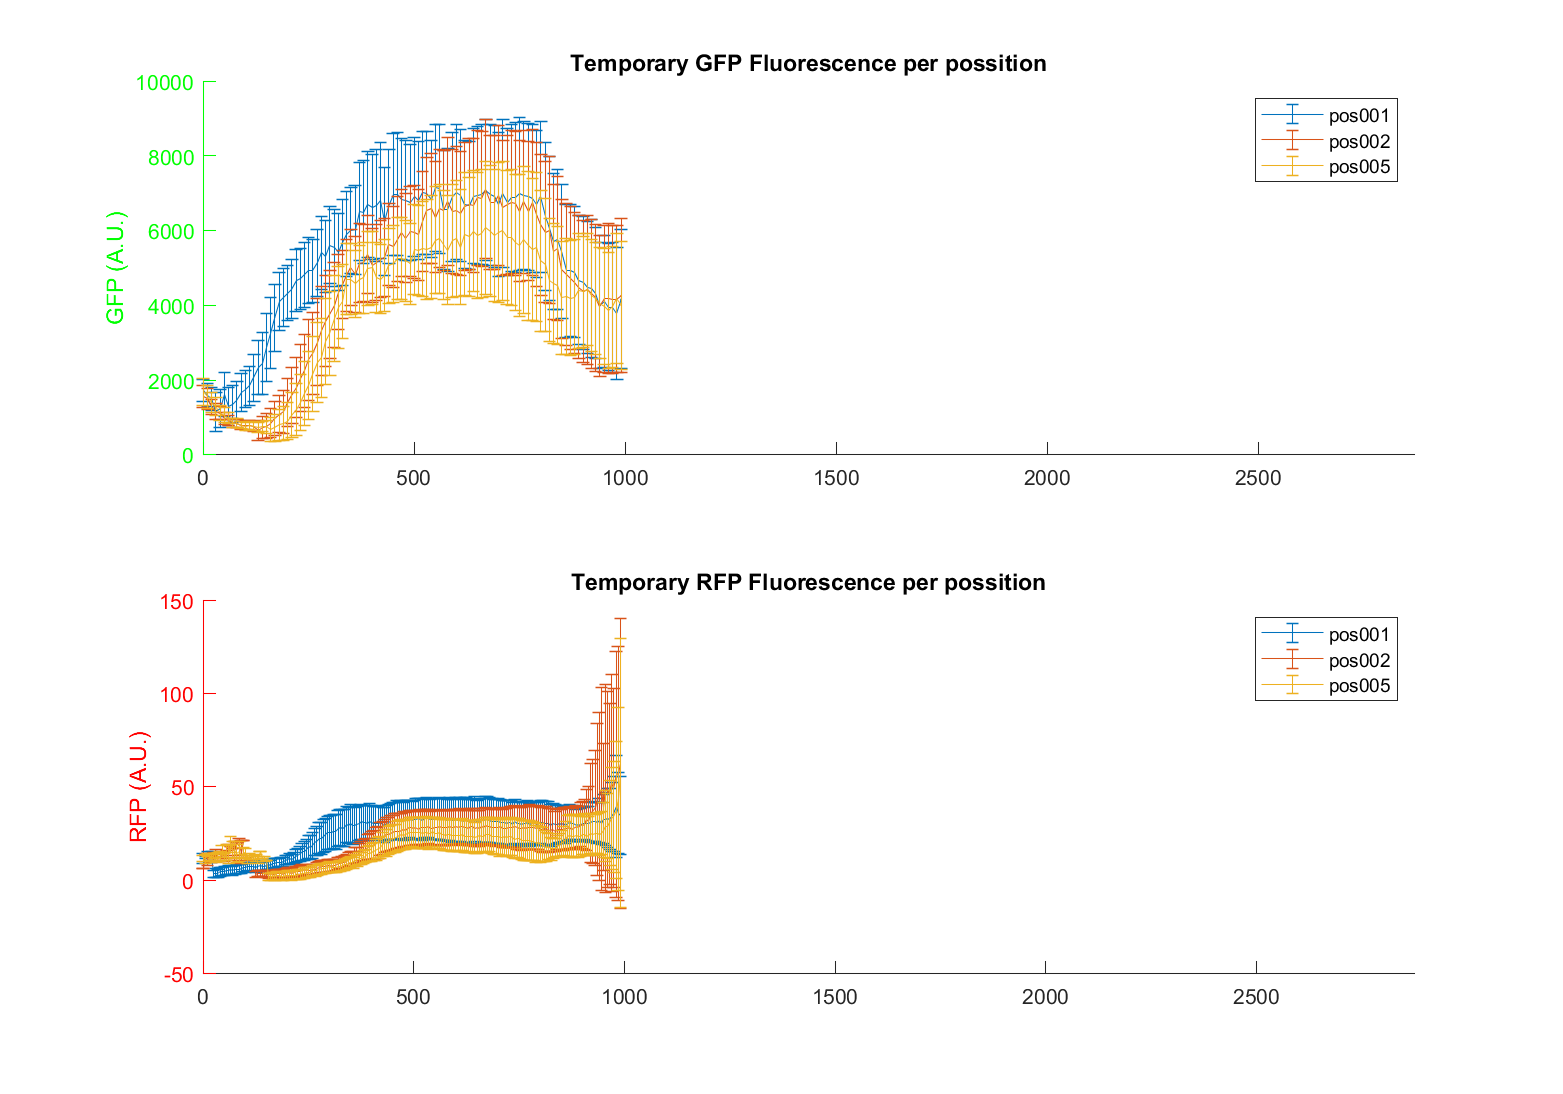 Temporary GFP Fluorescence per possition
10000
8000
6000
4000
2000
0
GFP (A.U.)
0 500 1000 1500 2000 2500
pos001
pos002
pos005
Temporary RFP Fluorescence per possition
150
100
50
0
-50
RFP (A.U.)
0 500 1000 1500 2000 2500
pos001
pos002
pos005